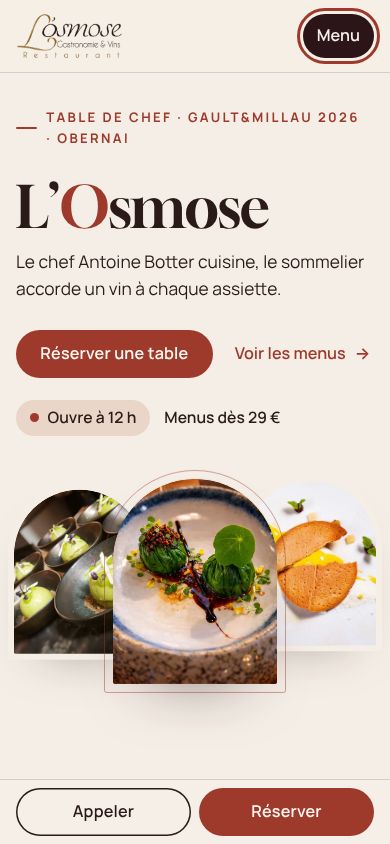 L'osmose
Gastronomie & Vins
Restaurant
Menu
TABLE DE CHEF · GAULT&MILLAU 2026
· OBERNAI
L’Osmose
Le chef Antoine Botter cuisine, le sommelier
accorde un vin à chaque assiette.
Réserver une table
Voir les menus →
Ouvre à 12 h
Menus dès 29 €
Appeler
Réserver